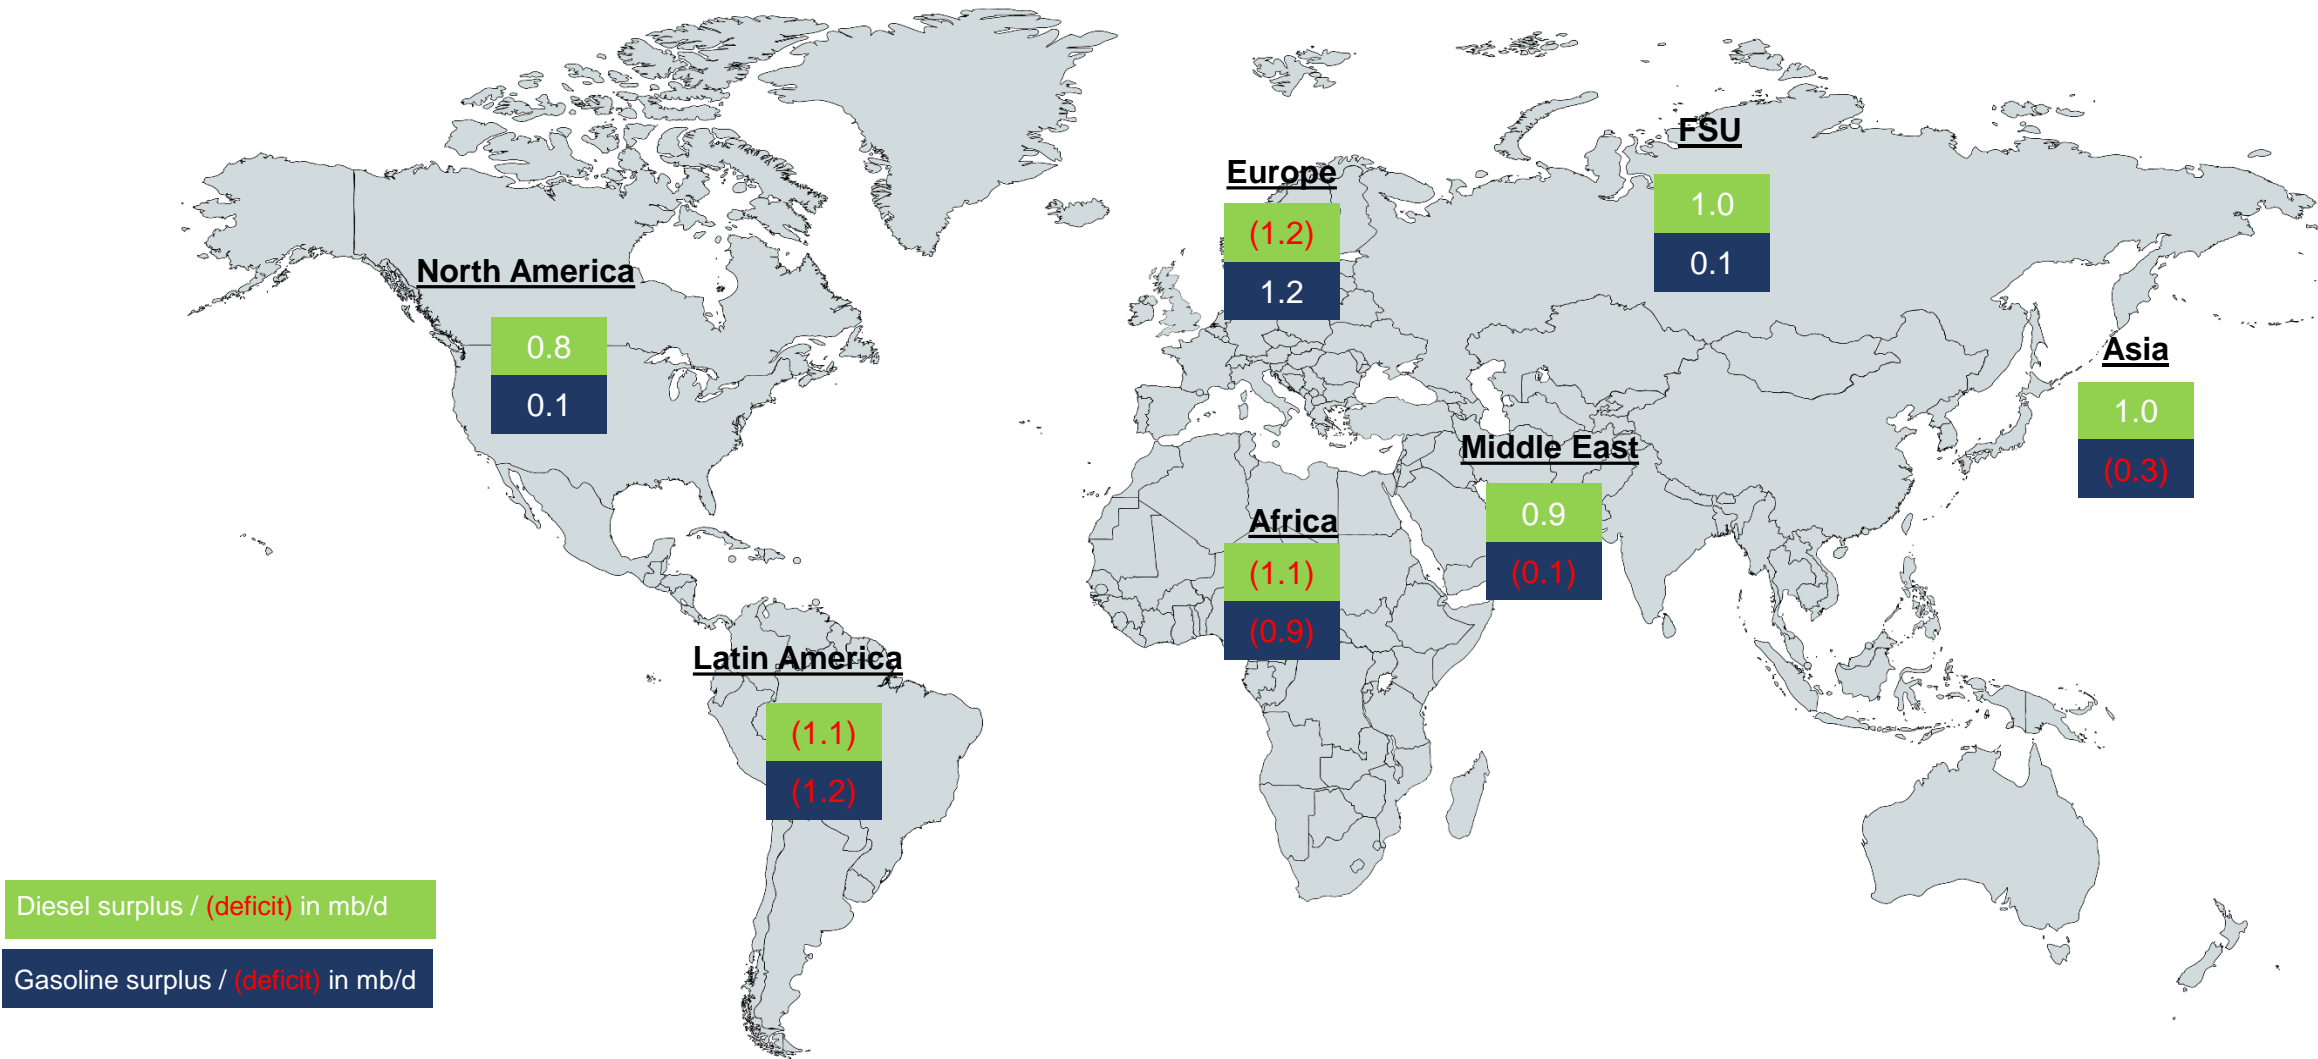 FSU
1.0
0.1
Europe
(1.2)
1.2
North America
0.8
0.1
Asia
1.0
(0.3)
Middle East
0.9
(0.1)
Africa
(1.1)
(0.9)
Latin America
(1.1)
(1.2)
Diesel surplus / (deficit) in mb/d
Gasoline surplus / (deficit) in mb/d